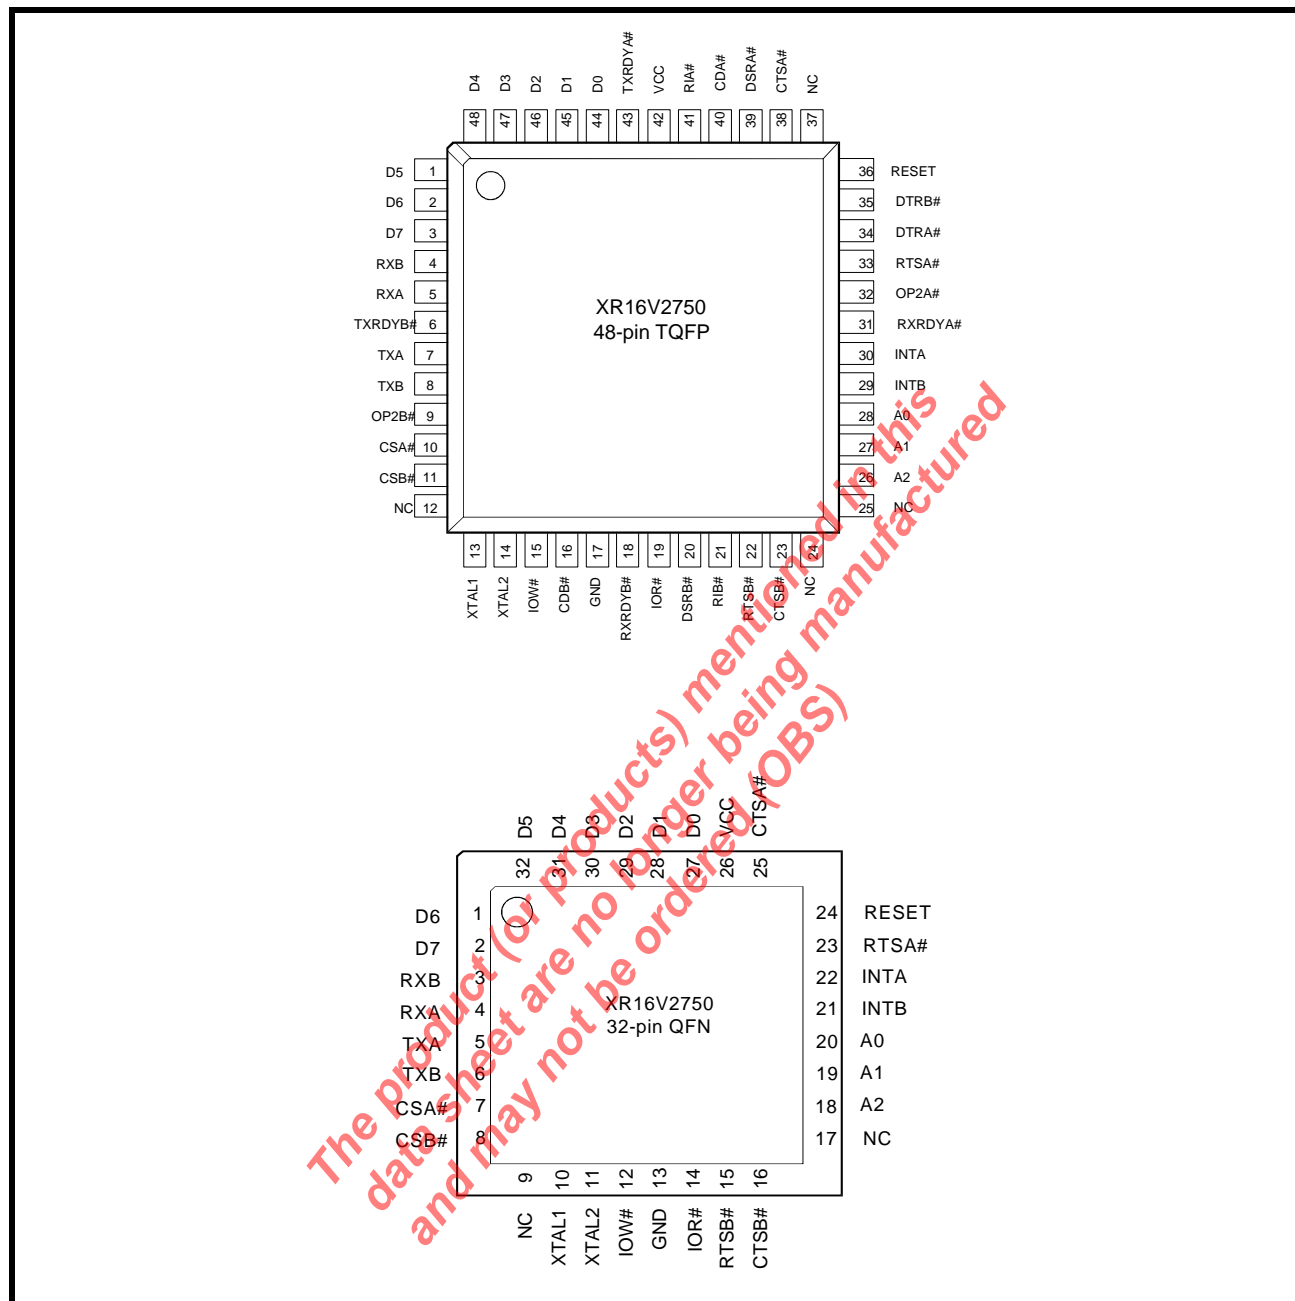 D4 D3 D2 D1 D0 TXRDYA# VCC RIA# CDA# DSRA# CTSA# NC
48 47 46 45 44 43 42 41 40 39 38 37
D5 1
D6 2
D7 3
RXB 4
RXA 5
TXRDYB# 6
TXA 7
TXB 8
OP2B# 9
CSA# 10
CSB# 11
NC 12
XR16V2750
48-pin TQFP
36 RESET
35 DTRB#
34 DTRA#
33 RTSA#
32 OP2A#
31 RXRDYA#
30 INTA
29 INTB
28 A0
27 A1
26 A2
25 NC
13 14 15 16 17 18 19 20 21 22 23 24
XTAL1 XTAL2 IOW# CDB# GND RXRDYB# IOR# DSRB# RIB# RTSB# CTSB# NC
D5 D4 D3 D2 D1 D0 VCC CTSA#
32 31 30 29 28 27 26 25
D6 1
D7 2
RXB 3
RXA 4
TXA 5
TXB 6
CSA# 7
CSB# 8
XR16V2750
32-pin QFN
24 RESET
23 RTSA#
22 INTA
21 INTB
20 A0
19 A1
18 A2
17 NC
9 10 11 12 13 14 15 16
NC XTAL1 XTAL2 IOW# GND IOR# RTSB# CTSB#
The product (or products) mentioned in this
data sheet are no longer being manufactured
and may not be ordered (OBS)